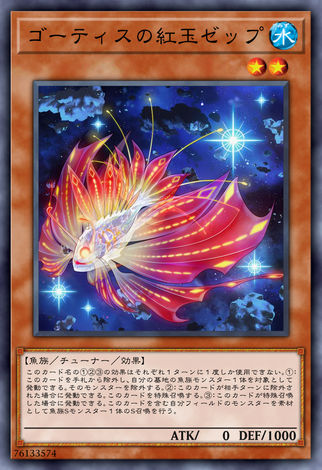 ゴーティスの紅玉ゼップ
水
【魚族／チューナー／効果】
このカード名の①②③の効果はそれぞれ１ターンに１度しか使用できない。①：
このカードを手札から除外し、自分の墓地の魚族モンスター１体を対象として
発動できる。そのモンスターを除外する。②：このカードが相手ターンに除外さ
れた場合に発動できる。このカードを特殊召喚する。③：このカードが特殊召喚
した場合に発動できる。このカードを含む自分フィールドのモンスターを素材
として魚族Sモンスター１体のS召喚を行う。
ATK/ 0 DEF/1000
76133574